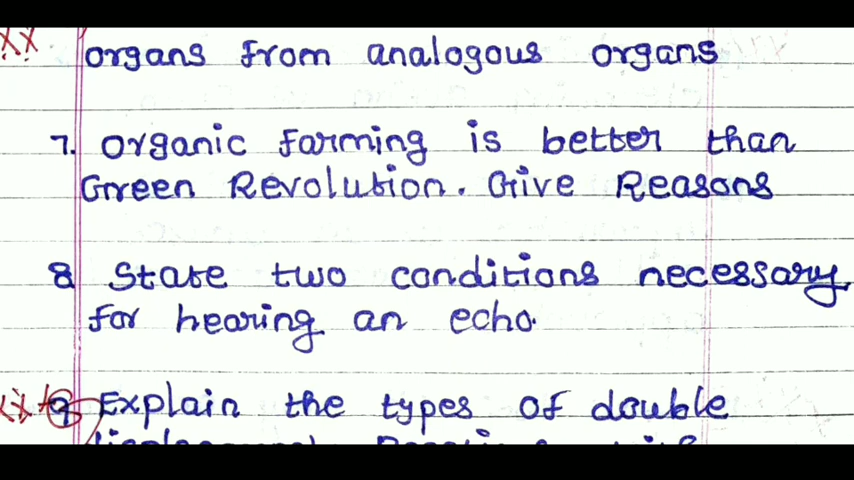 xx organs from analogous organs
7. Organic farming is better than
Green Revolution. Give Reasons
8 State two conditions necessary
for hearing an echo.
9 Explain the types of double